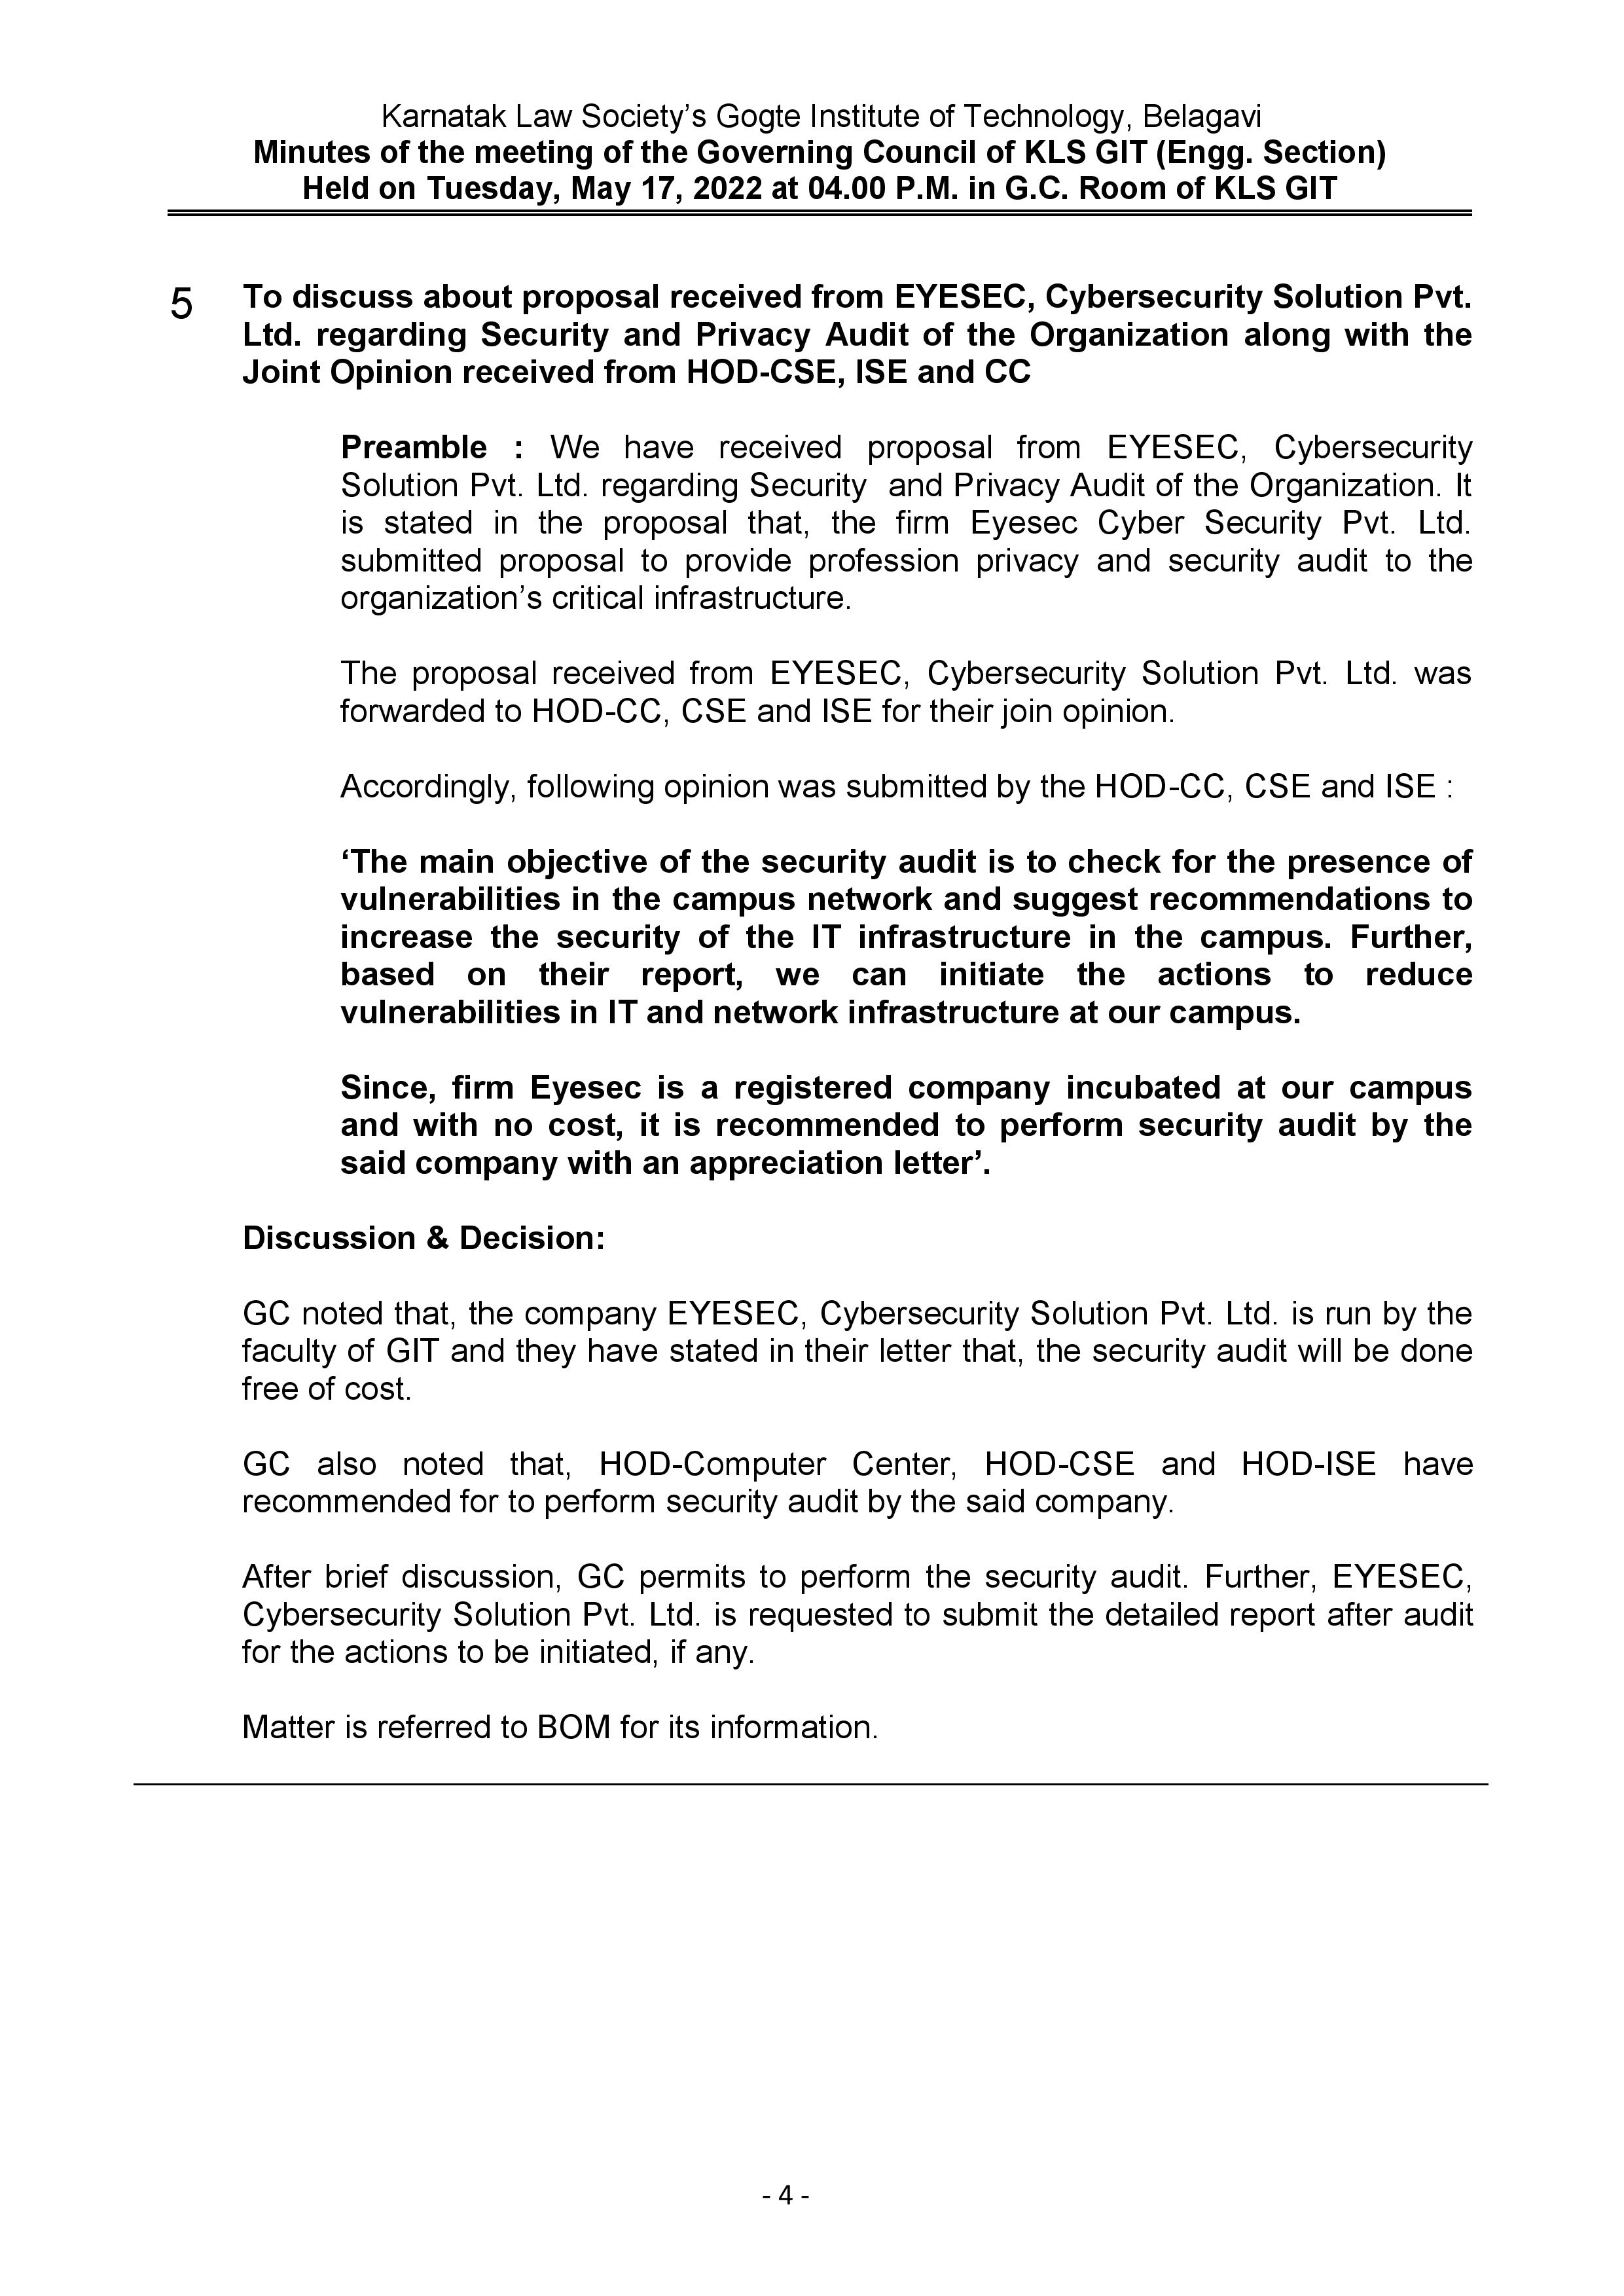 Karnatak Law Society’s Gogte Institute of Technology, Belagavi
Minutes of the meeting of the Governing Council of KLS GIT (Engg. Section)
Held on Tuesday, May 17, 2022 at 04.00 P.M. in G.C. Room of KLS GIT
5 To discuss about proposal received from EYESEC, Cybersecurity Solution Pvt.
Ltd. regarding Security and Privacy Audit of the Organization along with the
Joint Opinion received from HOD-CSE, ISE and CC
Preamble : We have received proposal from EYESEC, Cybersecurity
Solution Pvt. Ltd. regarding Security and Privacy Audit of the Organization. It
is stated in the proposal that, the firm Eyesec Cyber Security Pvt. Ltd.
submitted proposal to provide profession privacy and security audit to the
organization’s critical infrastructure.
The proposal received from EYESEC, Cybersecurity Solution Pvt. Ltd. was
forwarded to HOD-CC, CSE and ISE for their join opinion.
Accordingly, following opinion was submitted by the HOD-CC, CSE and ISE :
‘The main objective of the security audit is to check for the presence of
vulnerabilities in the campus network and suggest recommendations to
increase the security of the IT infrastructure in the campus. Further,
based on their report, we can initiate the actions to reduce
vulnerabilities in IT and network infrastructure at our campus.
Since, firm Eyesec is a registered company incubated at our campus
and with no cost, it is recommended to perform security audit by the
said company with an appreciation letter’.
Discussion & Decision:
GC noted that, the company EYESEC, Cybersecurity Solution Pvt. Ltd. is run by the
faculty of GIT and they have stated in their letter that, the security audit will be done
free of cost.
GC also noted that, HOD-Computer Center, HOD-CSE and HOD-ISE have
recommended for to perform security audit by the said company.
After brief discussion, GC permits to perform the security audit. Further, EYESEC,
Cybersecurity Solution Pvt. Ltd. is requested to submit the detailed report after audit
for the actions to be initiated, if any.
Matter is referred to BOM for its information.
- 4 -